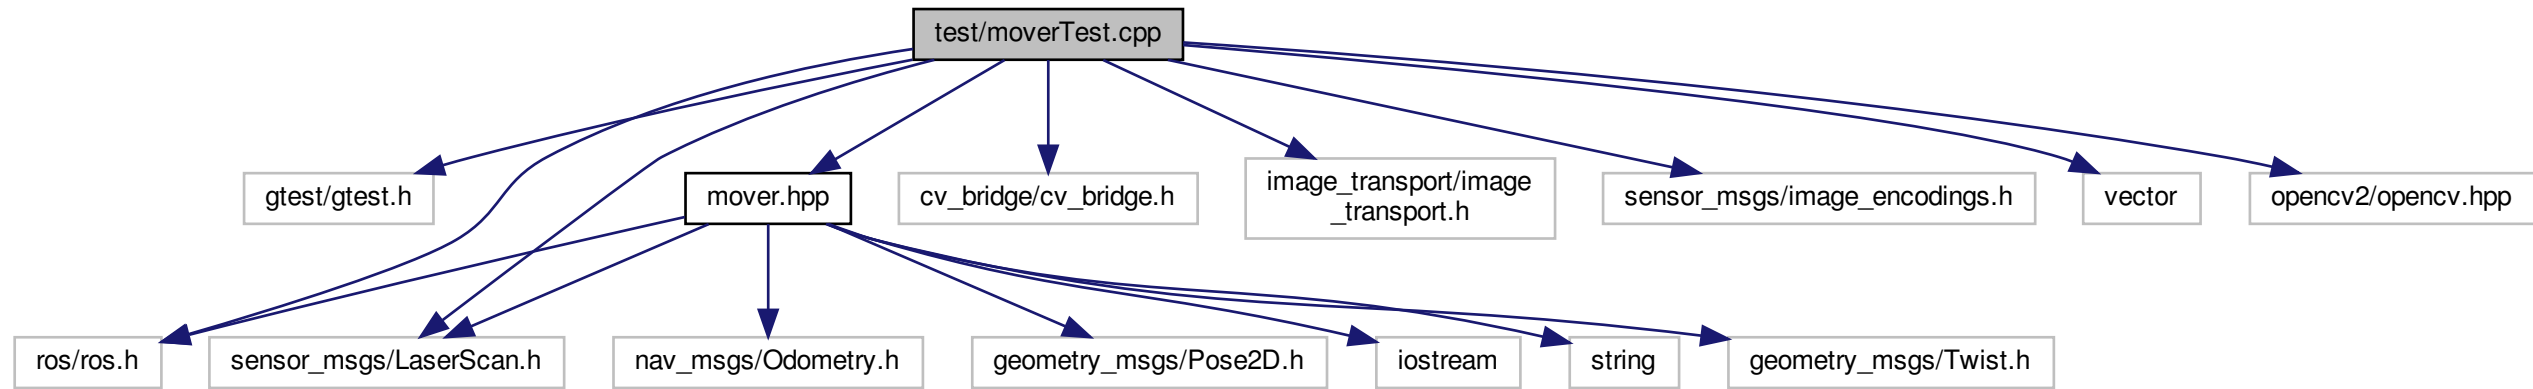 test/moverTest.cpp
gtest/gtest.h
mover.hpp
cv_bridge/cv_bridge.h
image_transport/image
_transport.h
sensor_msgs/image_encodings.h
vector
opencv2/opencv.hpp
ros/ros.h
sensor_msgs/LaserScan.h
nav_msgs/Odometry.h
geometry_msgs/Pose2D.h
iostream
string
geometry_msgs/Twist.h